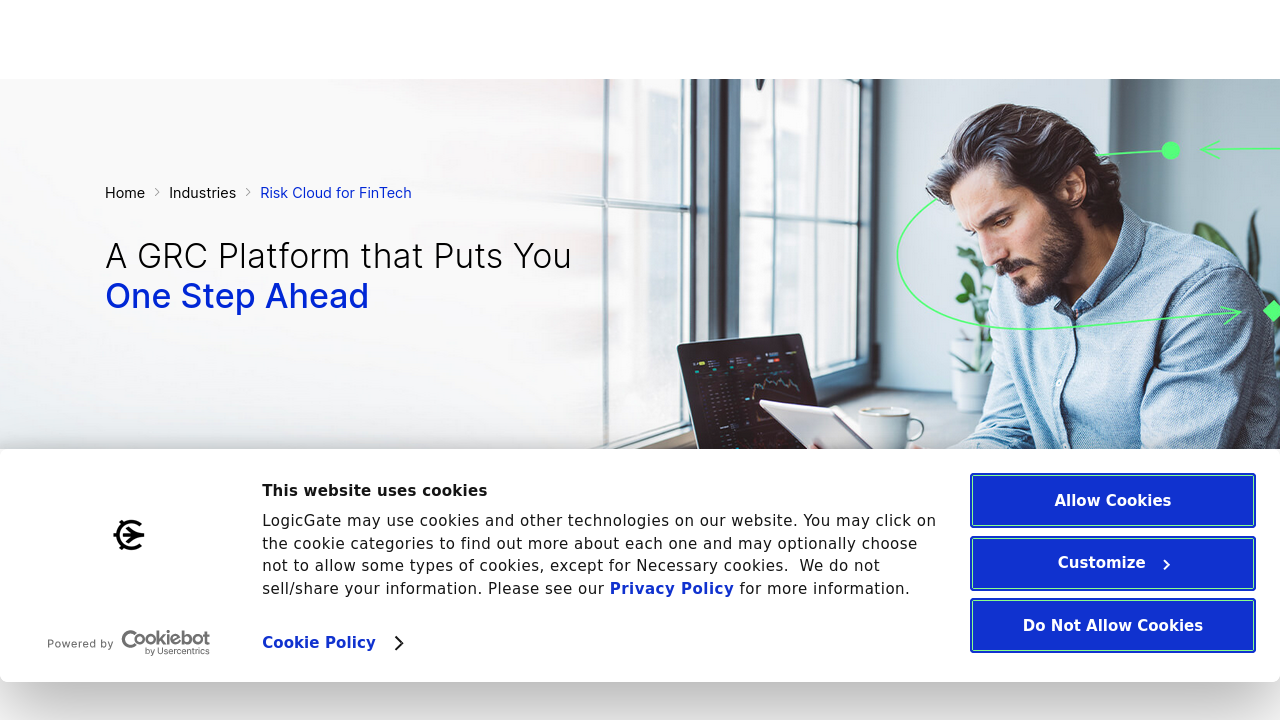 Home
Industries
Risk Cloud for FinTech
A GRC Platform that Puts You
One Step Ahead
This website uses cookies
LogicGate may use cookies and other technologies on our website. You may click on
the cookie categories to find out more about each one and may optionally choose
not to allow some types of cookies, except for Necessary cookies.  We do not
sell/share your information. Please see our Privacy Policy for more information.
Cookie Policy
Powered by Cookiebot
by Usercentrics
Allow Cookies
Customize
Do Not Allow Cookies